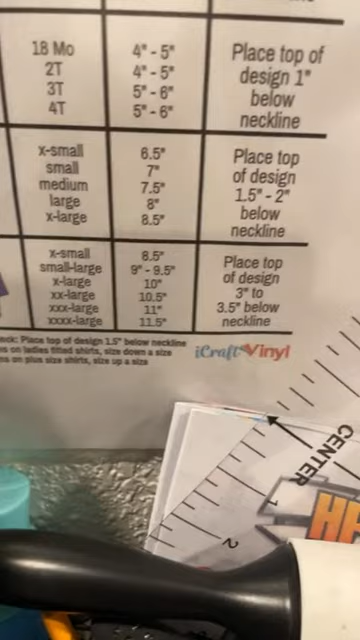 18 Mo
2T
3T
4T
4" - 5"
4" - 5"
5" - 6"
5" - 6"
Place top of
design 1"
below
neckline
x-small
small
medium
large
x-large
6.5"
7"
7.5"
8"
8.5"
Place top
of design
1.5" - 2"
below
neckline
x-small
small-large
x-large
xx-large
xxx-large
xxxx-large
8.5"
9" - 9.5"
10"
10.5"
11"
11.5"
Place top
of design
3" to
3.5" below
neckline
Place top of design 1.5" below neckline
on ladies fitted shirts, size down a size
on plus size shirts, size up a size
iCraftVinyl
CENTER
1
2